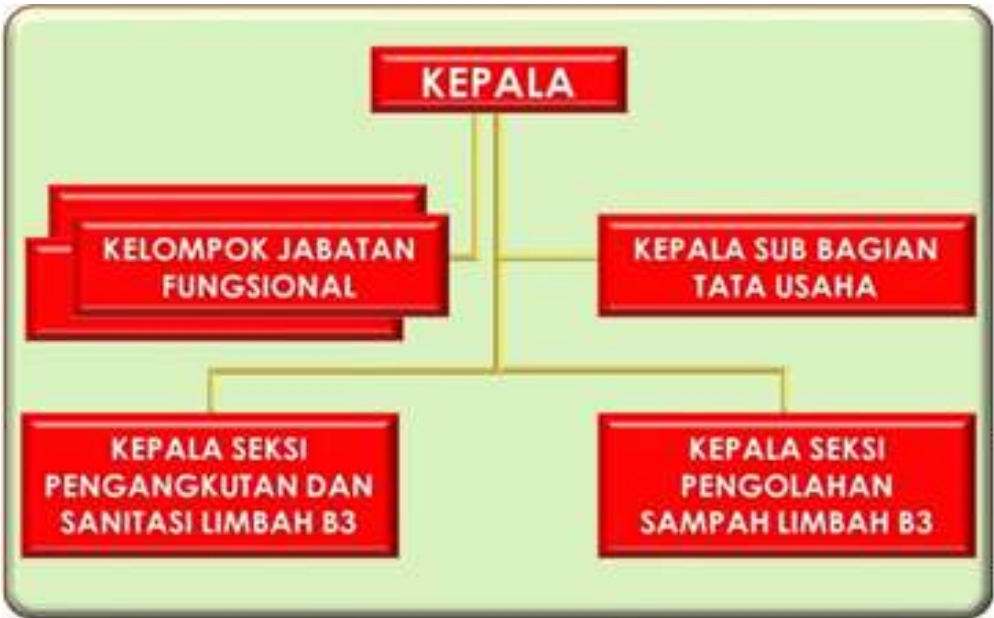 KEPALA
KELOMPOK JABATAN
FUNGSIONAL
KEPALA SUB BAGIAN
TATA USAHA
KEPALA SEKSI
PENGANGKUTAN DAN
SANITASI LIMBAH B3
KEPALA SEKSI
PENGOLAHAN
SAMPAH LIMBAH B3